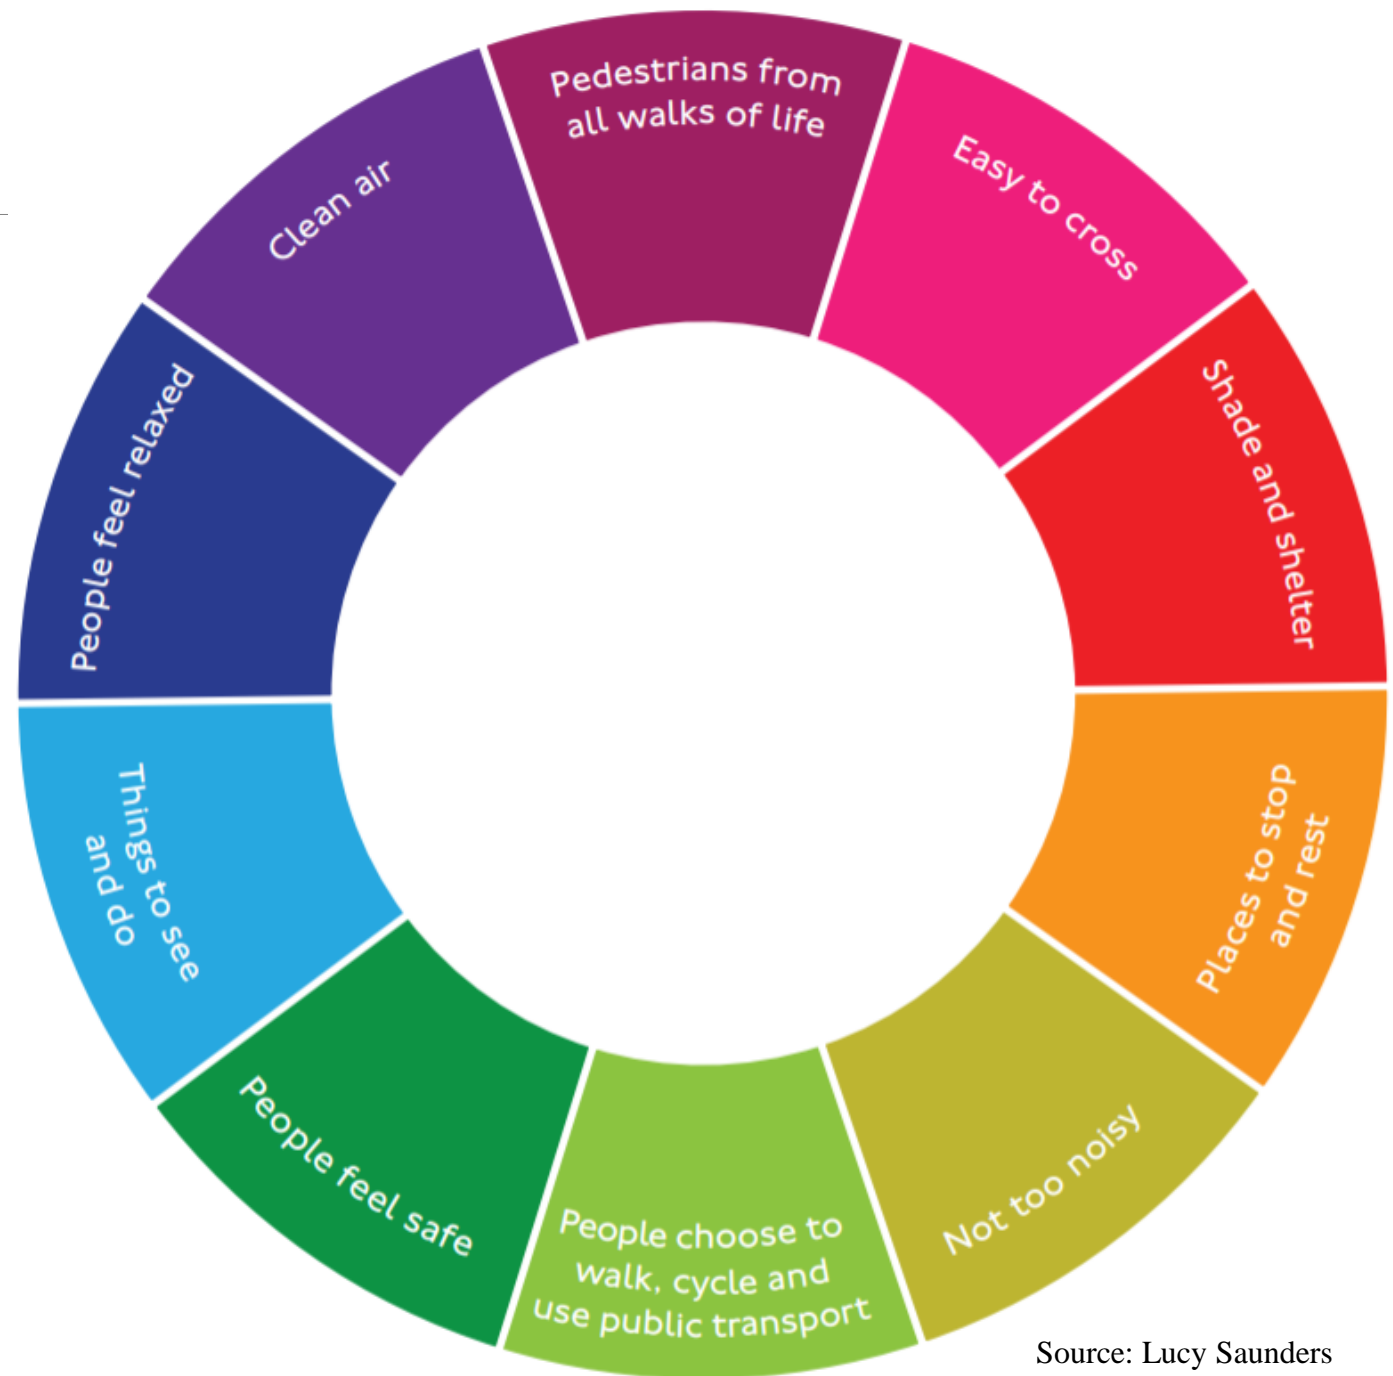 Pedestrians from
all walks of life
Easy to cross
Shade and shelter
Places to stop
and rest
Not too noisy
People choose to
walk, cycle and
use public transport
People feel safe
Things to see
and do
People feel relaxed
Clean air
Source: Lucy Saunders